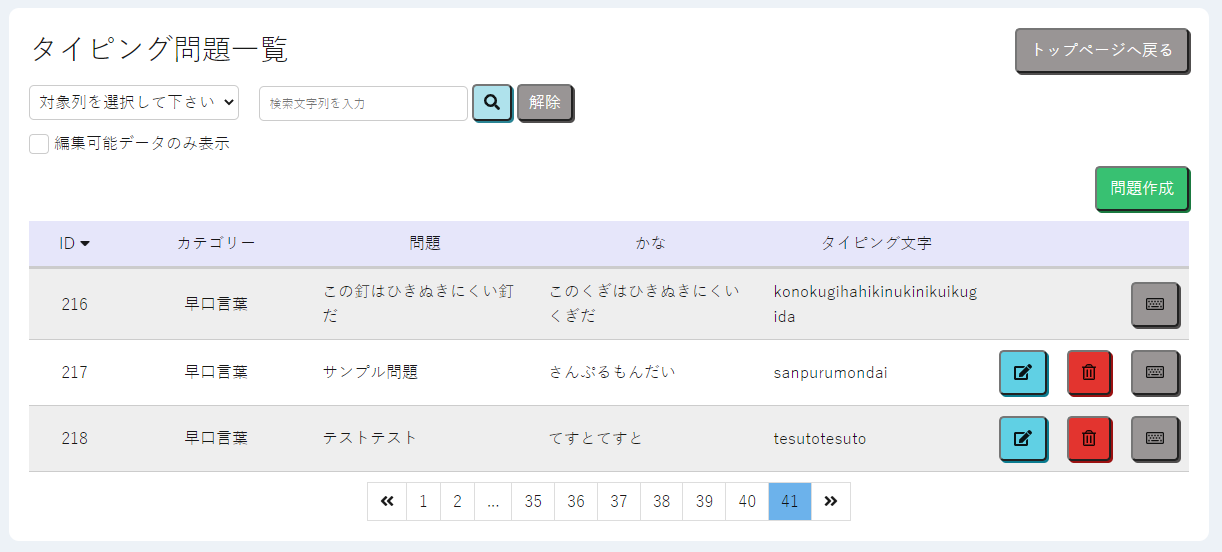 タイピング問題一覧
トップページへ戻る
対象列を選択して下さい
検索文字列を入力
解除
編集可能データのみ表示
問題作成
ID カテゴリー 問題 かな タイピング文字
216 早口言葉 この釘はひきぬきにくい釘 このくぎはひきぬきにくい konokugihahikinukinikuikug
だ くぎだ ida
217 早口言葉 サンプル問題 さんぷるもんだい sanpurumondai
218 早口言葉 テストテスト てすとてすと tesutotesuto
« 1 2 ... 35 36 37 38 39 40 41 »